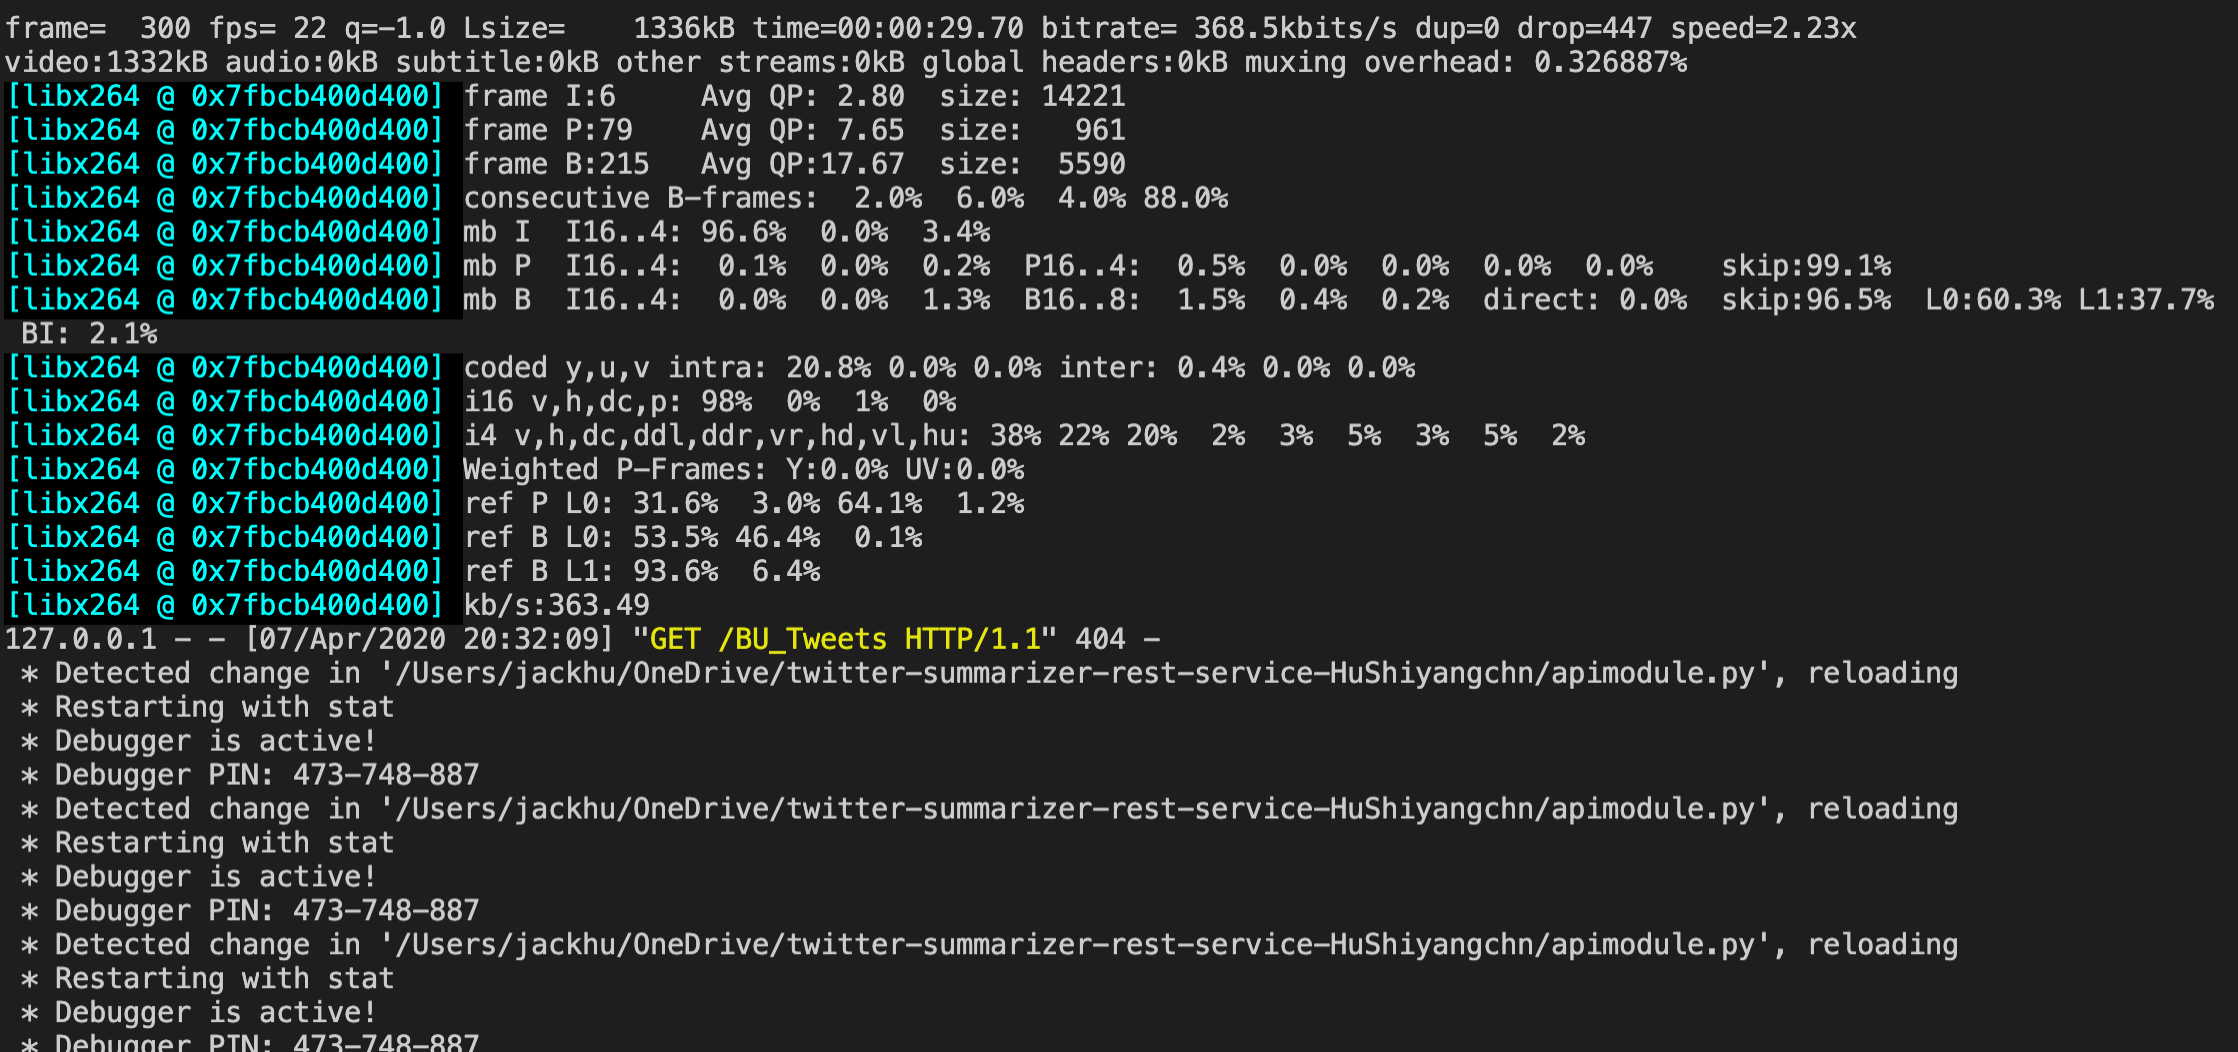 frame=  300 fps= 22 q=-1.0 Lsize=    1336kB time=00:00:29.70 bitrate= 368.5kbits/s dup=0 drop=447 speed=2.23x
video:1332kB audio:0kB subtitle:0kB other streams:0kB global headers:0kB muxing overhead: 0.326887%
[libx264 @ 0x7fbcb400d400] frame I:6     Avg QP: 2.80  size: 14221
[libx264 @ 0x7fbcb400d400] frame P:79    Avg QP: 7.65  size:   961
[libx264 @ 0x7fbcb400d400] frame B:215   Avg QP:17.67  size:  5590
[libx264 @ 0x7fbcb400d400] consecutive B-frames:  2.0%  6.0%  4.0% 88.0%
[libx264 @ 0x7fbcb400d400] mb I  I16..4: 96.6%  0.0%  3.4%
[libx264 @ 0x7fbcb400d400] mb P  I16..4:  0.1%  0.0%  0.2%  P16..4:  0.5%  0.0%  0.0%  0.0%  0.0%    skip:99.1%
[libx264 @ 0x7fbcb400d400] mb B  I16..4:  0.0%  0.0%  1.3%  B16..8:  1.5%  0.4%  0.2%  direct: 0.0%  skip:96.5%  L0:60.3% L1:37.7%
 BI: 2.1%
[libx264 @ 0x7fbcb400d400] coded y,u,v intra: 20.8% 0.0% 0.0% inter: 0.4% 0.0% 0.0%
[libx264 @ 0x7fbcb400d400] i16 v,h,dc,p: 98%  0%  1%  0%
[libx264 @ 0x7fbcb400d400] i4 v,h,dc,ddl,ddr,vr,hd,vl,hu: 38% 22% 20%  2%  3%  5%  3%  5%  2%
[libx264 @ 0x7fbcb400d400] Weighted P-Frames: Y:0.0% UV:0.0%
[libx264 @ 0x7fbcb400d400] ref P L0: 31.6%  3.0% 64.1%  1.2%
[libx264 @ 0x7fbcb400d400] ref B L0: 53.5% 46.4%  0.1%
[libx264 @ 0x7fbcb400d400] ref B L1: 93.6%  6.4%
[libx264 @ 0x7fbcb400d400] kb/s:363.49
127.0.0.1 - - [07/Apr/2020 20:32:09] "GET /BU_Tweets HTTP/1.1" 404 -
 * Detected change in '/Users/jackhu/OneDrive/twitter-summarizer-rest-service-HuShiyangchn/apimodule.py', reloading
 * Restarting with stat
 * Debugger is active!
 * Debugger PIN: 473-748-887
 * Detected change in '/Users/jackhu/OneDrive/twitter-summarizer-rest-service-HuShiyangchn/apimodule.py', reloading
 * Restarting with stat
 * Debugger is active!
 * Debugger PIN: 473-748-887
 * Detected change in '/Users/jackhu/OneDrive/twitter-summarizer-rest-service-HuShiyangchn/apimodule.py', reloading
 * Restarting with stat
 * Debugger is active!
 * Debugger PIN: 473-748-887